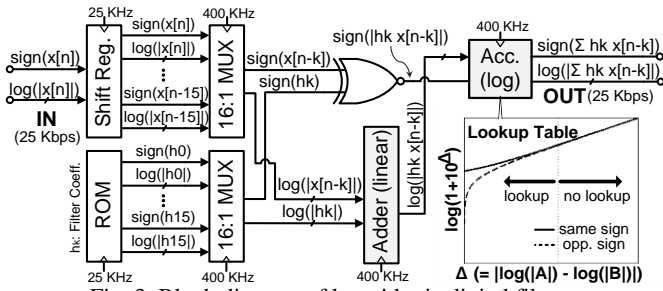 25 KHz
400 KHz
400 KHz
sign(x[n])
log(|x[n]|)
sign(x[n])
log(|x[n]|)
sign(x[n-15])
log(|x[n-15]|)
IN
(25 Kbps)
Shift Reg.
16:1 MUX
sign(x[n-k])
sign(hk)
sign(|hk x[n-k]|)
Acc.
(log)
sign(Σ hk x[n-k])
log(|Σ hk x[n-k]|)
OUT (25 Kbps)
hk: Filter Coeff.
ROM
sign(h0)
log(|h0|)
sign(h15)
log(|h15|)
16:1 MUX
log(|x[n-k]|)
log(|hk|)
Adder (linear)
log(|hk x[n-k]|)
25 KHz
400 KHz
400 KHz
Lookup Table
log(1+10^Δ)
lookup
no lookup
same sign
opp. sign
Δ (= |log(|A|) - log(|B|)|)